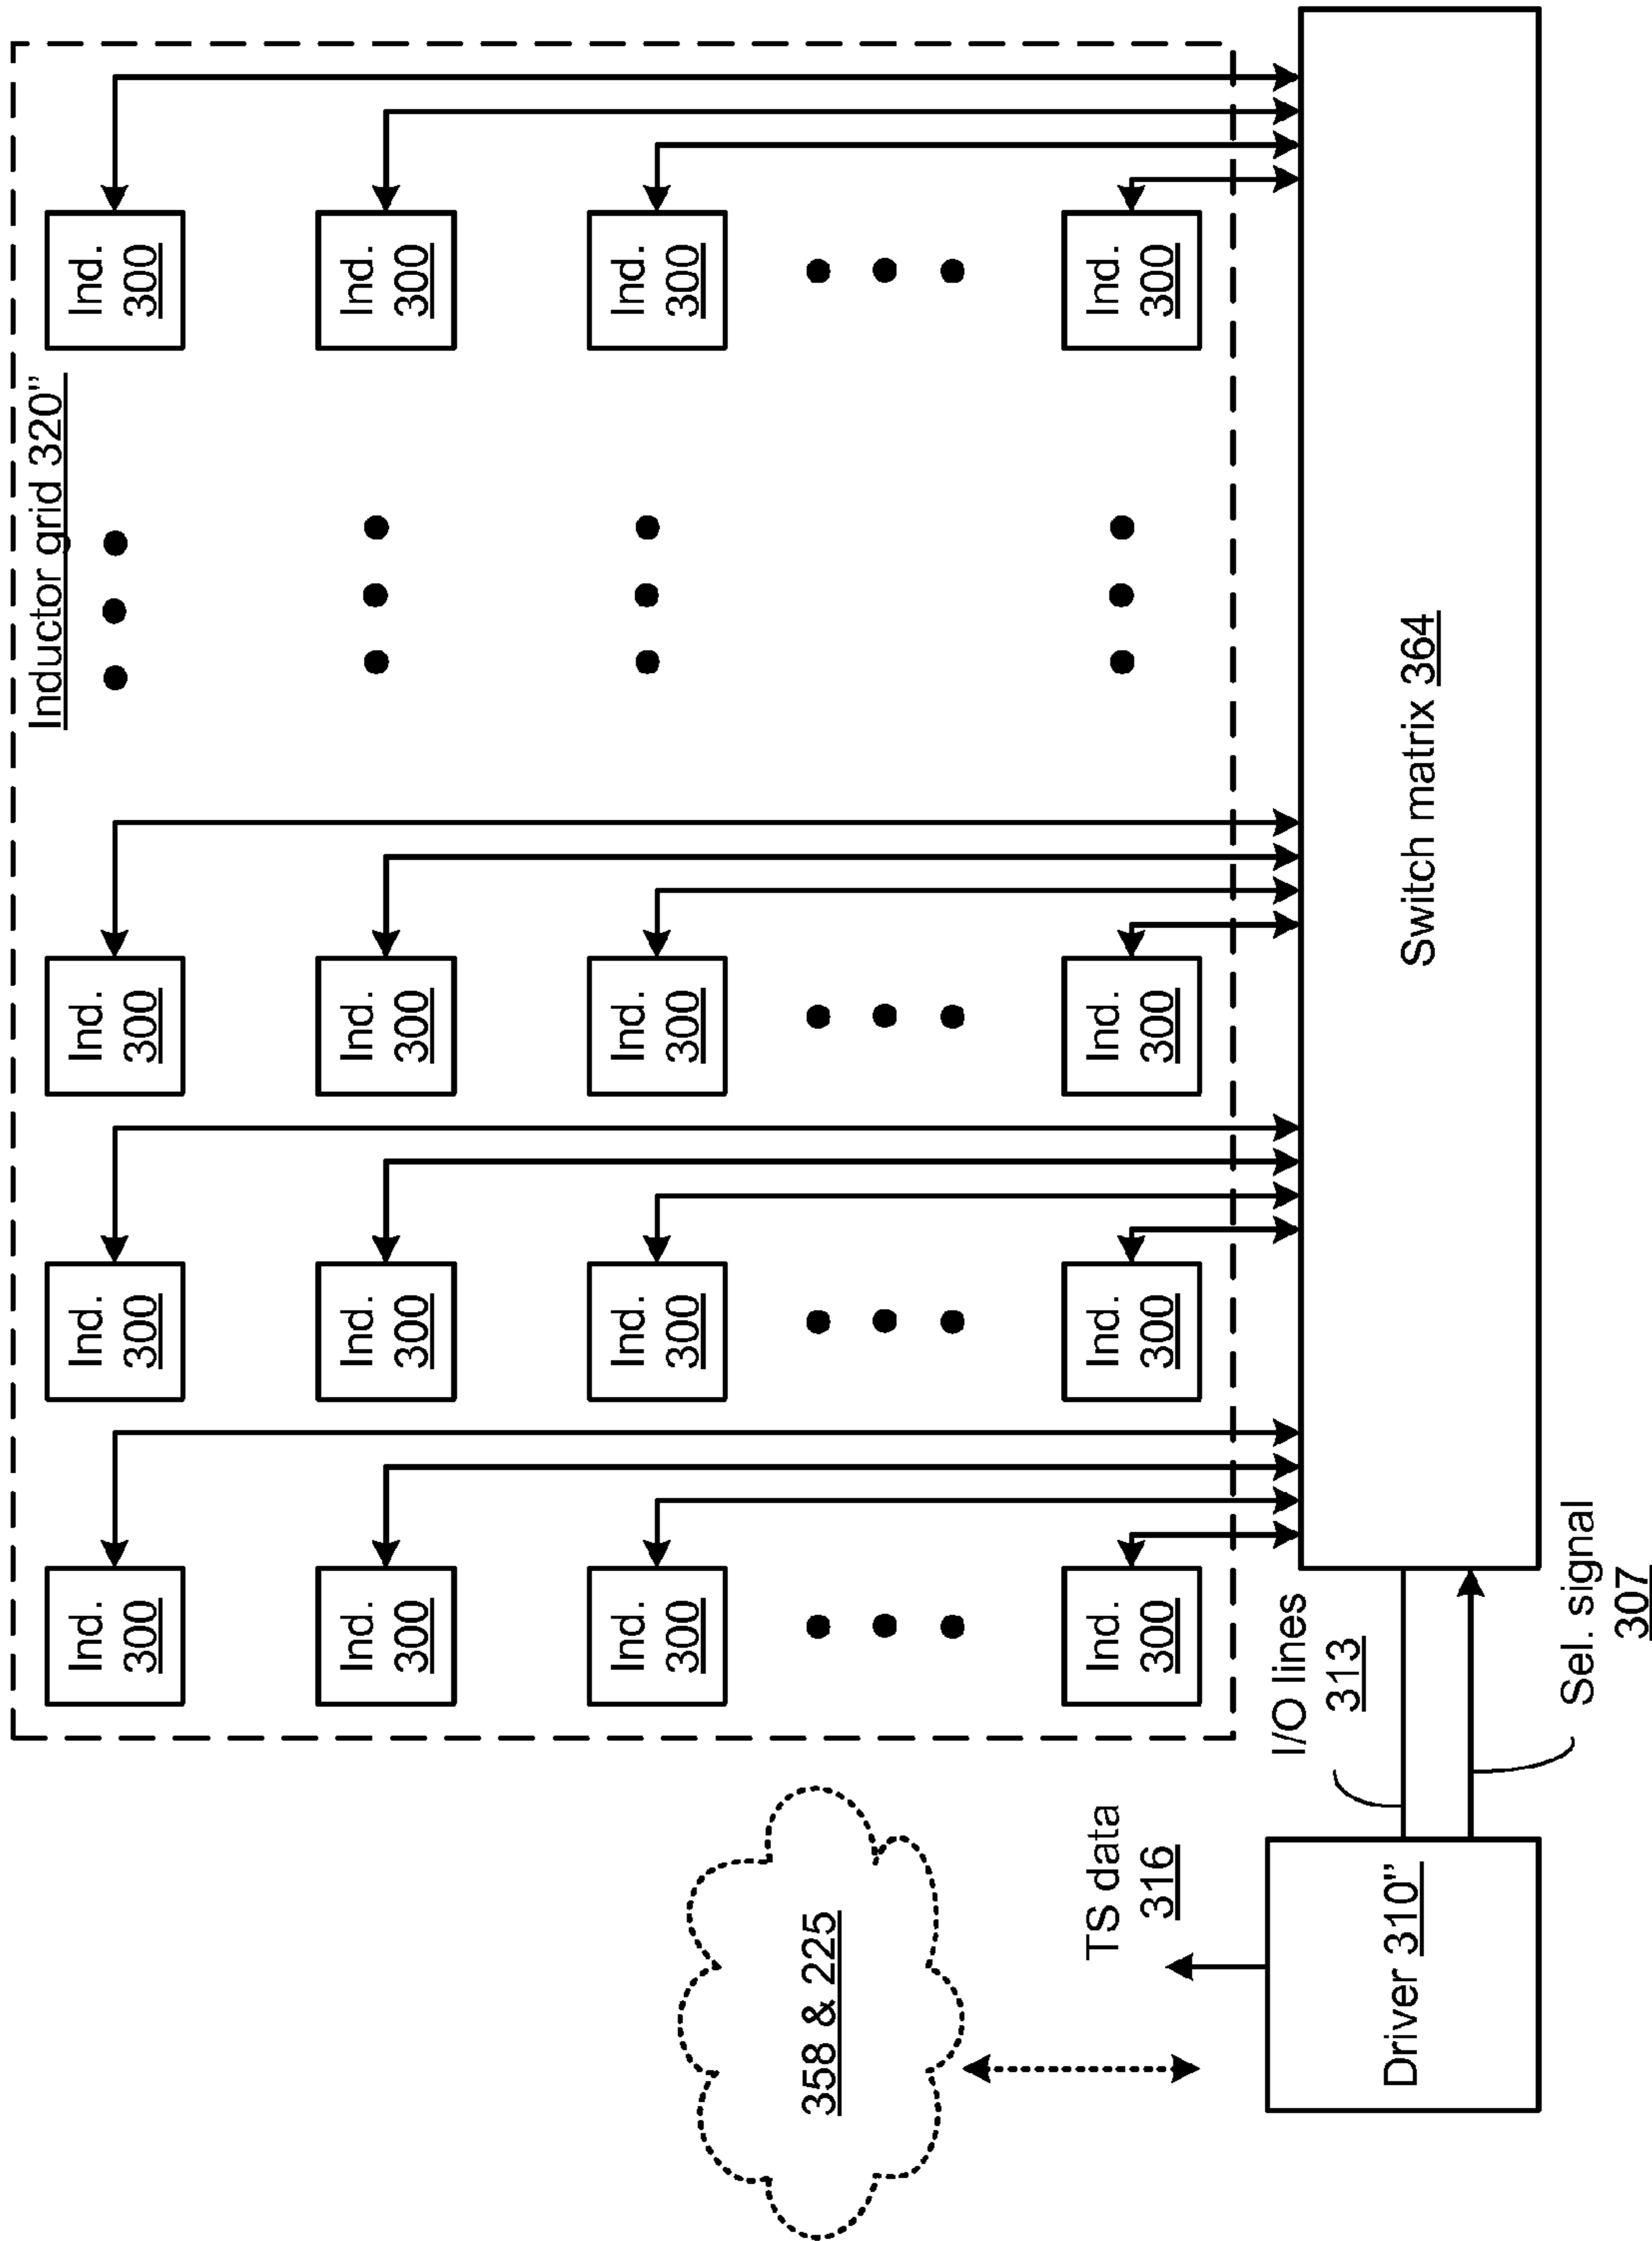 Inductor grid 320”
Ind.
300
Ind.
300
Ind.
300
Ind.
300
Ind.
300
Ind.
300
Ind.
300
Ind.
300
Ind.
300
Ind.
300
Ind.
300
Ind.
300
358 & 225
Ind.
300
Ind.
300
Ind.
300
Ind.
300
TS data
316
I/O lines
313
Driver 310”
Switch matrix 364
Sel. signal
307